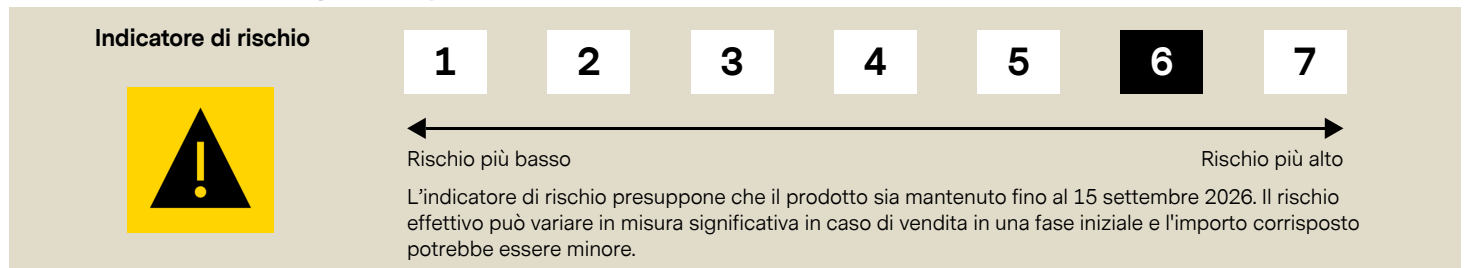 Indicatore di rischio
1 2 3 4 5 6 7
Rischio più basso Rischio più alto
L'indicatore di rischio presuppone che il prodotto sia mantenuto fino al 15 settembre 2026. Il rischio
effettivo può variare in misura significativa in caso di vendita in una fase iniziale e l'importo corrisposto
potrebbe essere minore.